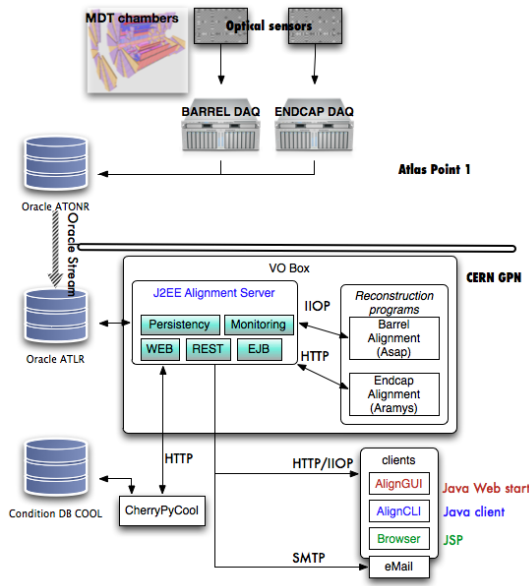 MDT chambers
Optical sensors
BARREL DAQ
ENDCAP DAQ
Atlas Point 1
Oracle ATONR
Oracle Stream
CERN GPN
VO Box
J2EE Alignment Server
Persistency
Monitoring
WEB
REST
EJB
IIOP
HTTP
Reconstruction
programs
Barrel
Alignment
(Asap)
Endcap
Alignment
(Aramys)
Oracle ATLR
HTTP
HTTP/IIOP
clients
AlignGUI
Java Web start
AlignCLI
Java client
Browser
JSP
eMail
SMTP
CherryPyCool
Condition DB COOL